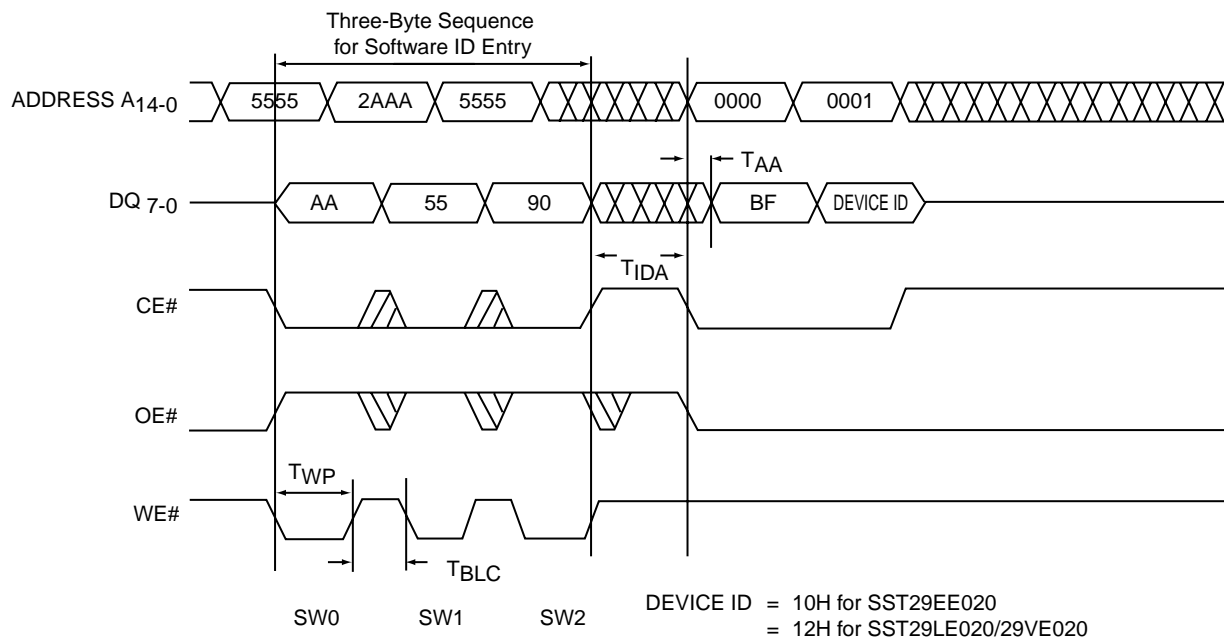 Three-Byte Sequence
for Software ID Entry
ADDRESS A14-0
5555 2AAA 5555 0000 0001
TAA
DQ 7-0
AA 55 90 BF DEVICE ID
TIDA
CE#
OE#
TWP
WE#
TBLC
SW0 SW1 SW2
DEVICE ID = 10H for SST29EE020
= 12H for SST29LE020/29VE020